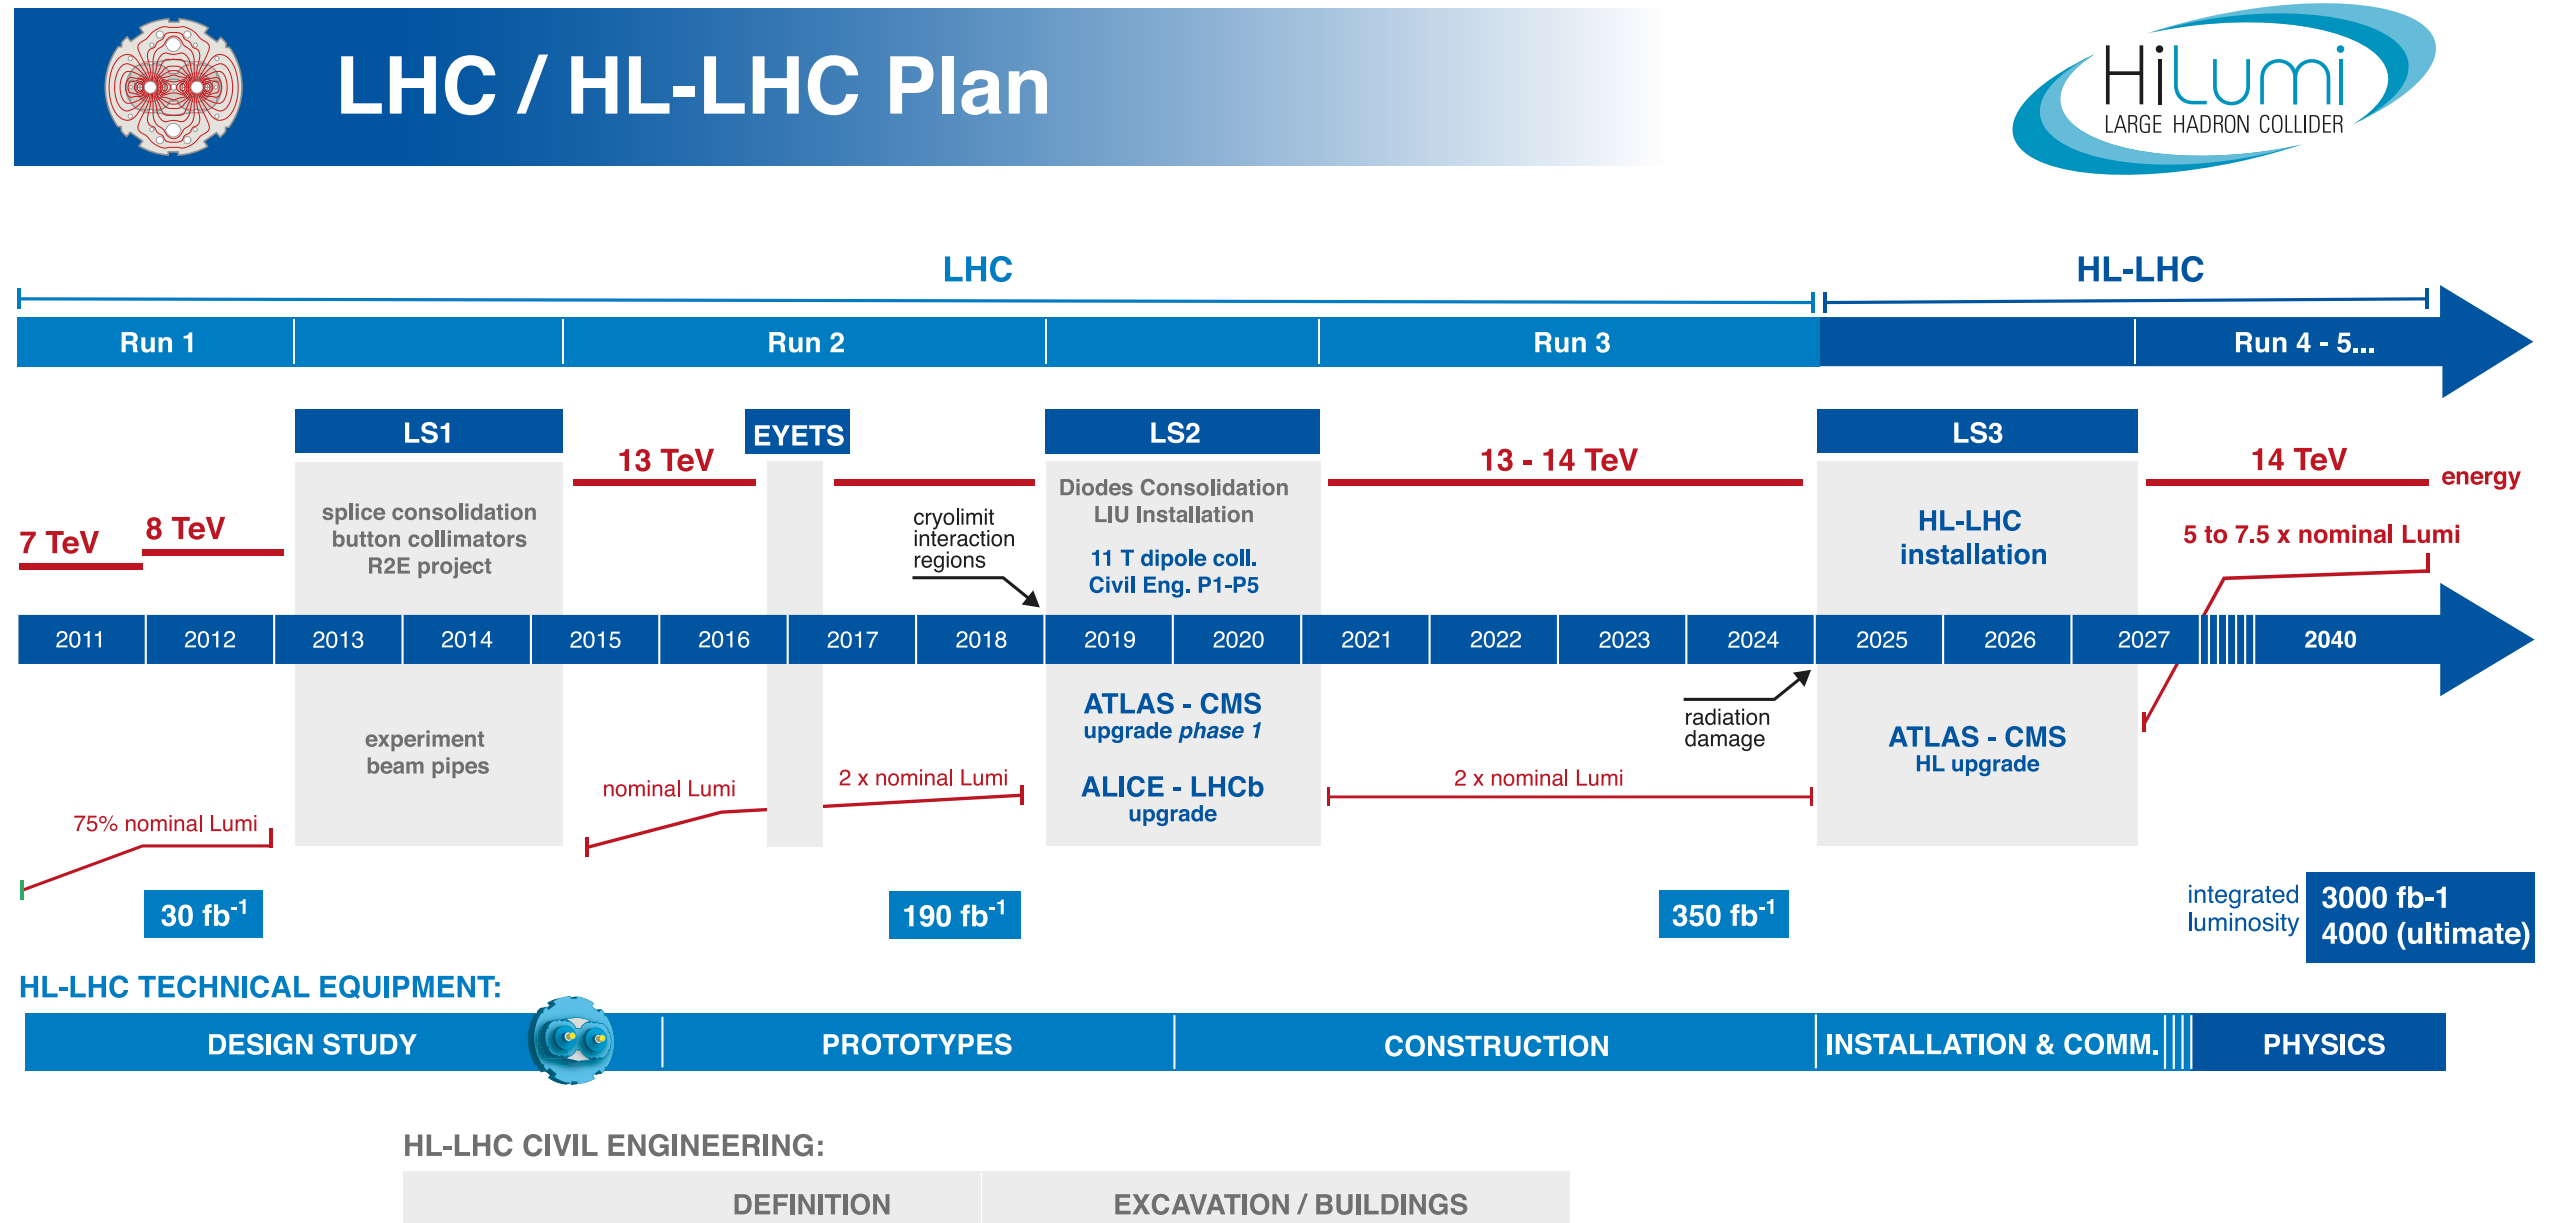 LHC / HL-LHC Plan
HiLumi
LARGE HADRON COLLIDER
LHC
HL-LHC
Run 1
Run 2
Run 3
Run 4 - 5...
LS1
EYETS
LS2
LS3
13 TeV
13 - 14 TeV
14 TeV
energy
7 TeV
8 TeV
splice consolidation
button collimators
R2E project
cryolimit
interaction
regions
Diodes Consolidation
LIU Installation
11 T dipole coll.
Civil Eng. P1-P5
HL-LHC
installation
5 to 7.5 x nominal Lumi
2011
2012
2013
2014
2015
2016
2017
2018
2019
2020
2021
2022
2023
2024
2025
2026
2027
2040
experiment
beam pipes
ATLAS - CMS
upgrade phase 1
ALICE - LHCb
upgrade
radiation
damage
ATLAS - CMS
HL upgrade
75% nominal Lumi
nominal Lumi
2 x nominal Lumi
2 x nominal Lumi
30 fb⁻¹
190 fb⁻¹
350 fb⁻¹
integrated
luminosity
3000 fb-1
4000 (ultimate)
HL-LHC TECHNICAL EQUIPMENT:
DESIGN STUDY
PROTOTYPES
CONSTRUCTION
INSTALLATION & COMM.
PHYSICS
HL-LHC CIVIL ENGINEERING:
DEFINITION
EXCAVATION / BUILDINGS